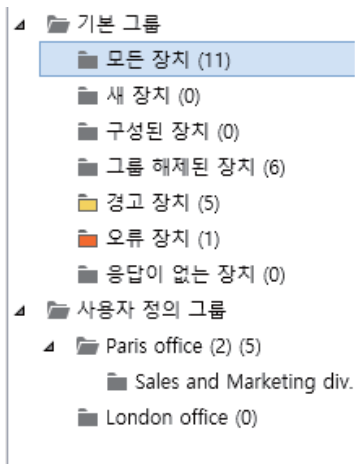 기본 그룹
모든 장치 (11)
새 장치 (0)
구성된 장치 (0)
그룹 해제된 장치 (6)
경고 장치 (5)
오류 장치 (1)
응답이 없는 장치 (0)
사용자 정의 그룹
Paris office (2) (5)
Sales and Marketing div.
London office (0)